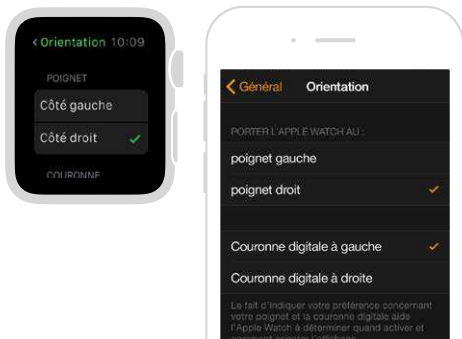 < Orientation 10:09
POIGNET
Côté gauche
Côté droit
COURONNE
Général Orientation
PORTER L'APPLE WATCH AU :
poignet gauche
poignet droit
Couronne digitale à gauche
Couronne digitale à droite
Le fait d'Indiquer votre préférence concernant
votre poignet et la couronne digitale aide
l'Apple Watch à déterminer quand activer et
comment orienter l'affichage.